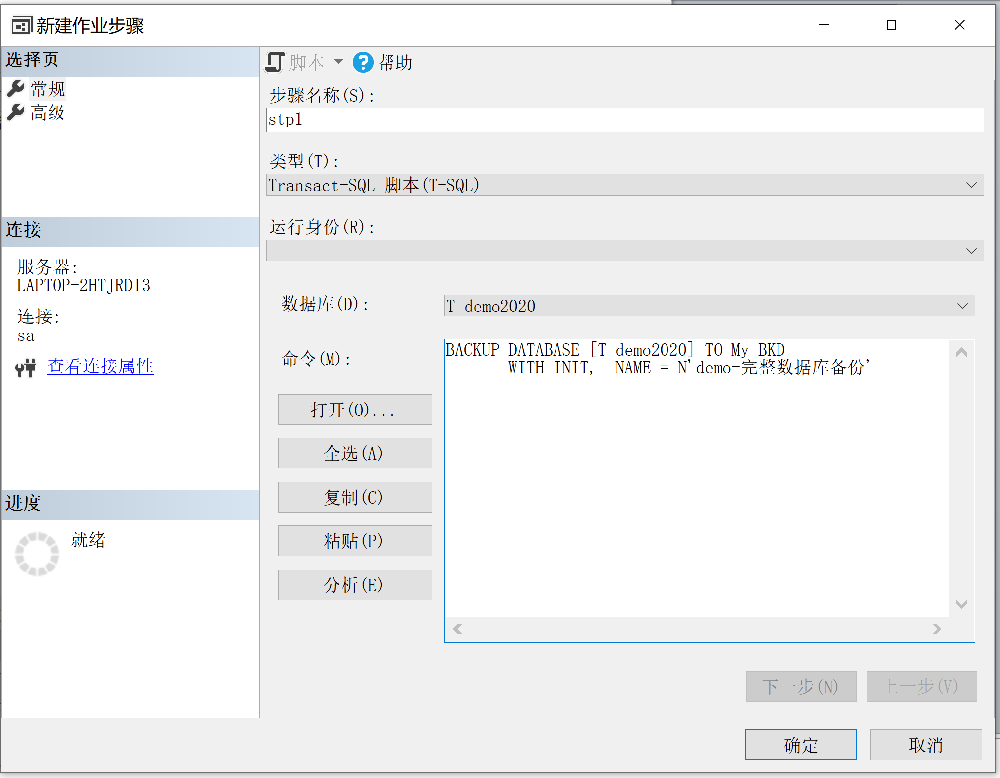 新建作业步骤
选择页
常规
高级
连接
服务器:
LAPTOP-2HTJRDI3
连接:
sa
查看连接属性
进度
就绪
脚本 帮助
步骤名称(S):
stp1
类型(T):
Transact-SQL 脚本(T-SQL)
运行身份(R):
数据库(D): T_demo2020
命令(M):
BACKUP DATABASE [T_demo2020] TO My_BKD
WITH INIT,  NAME = N'demo-完整数据库备份'
打开(O)...
全选(A)
复制(C)
粘贴(P)
分析(E)
下一步(N) 上一步(V)
确定 取消